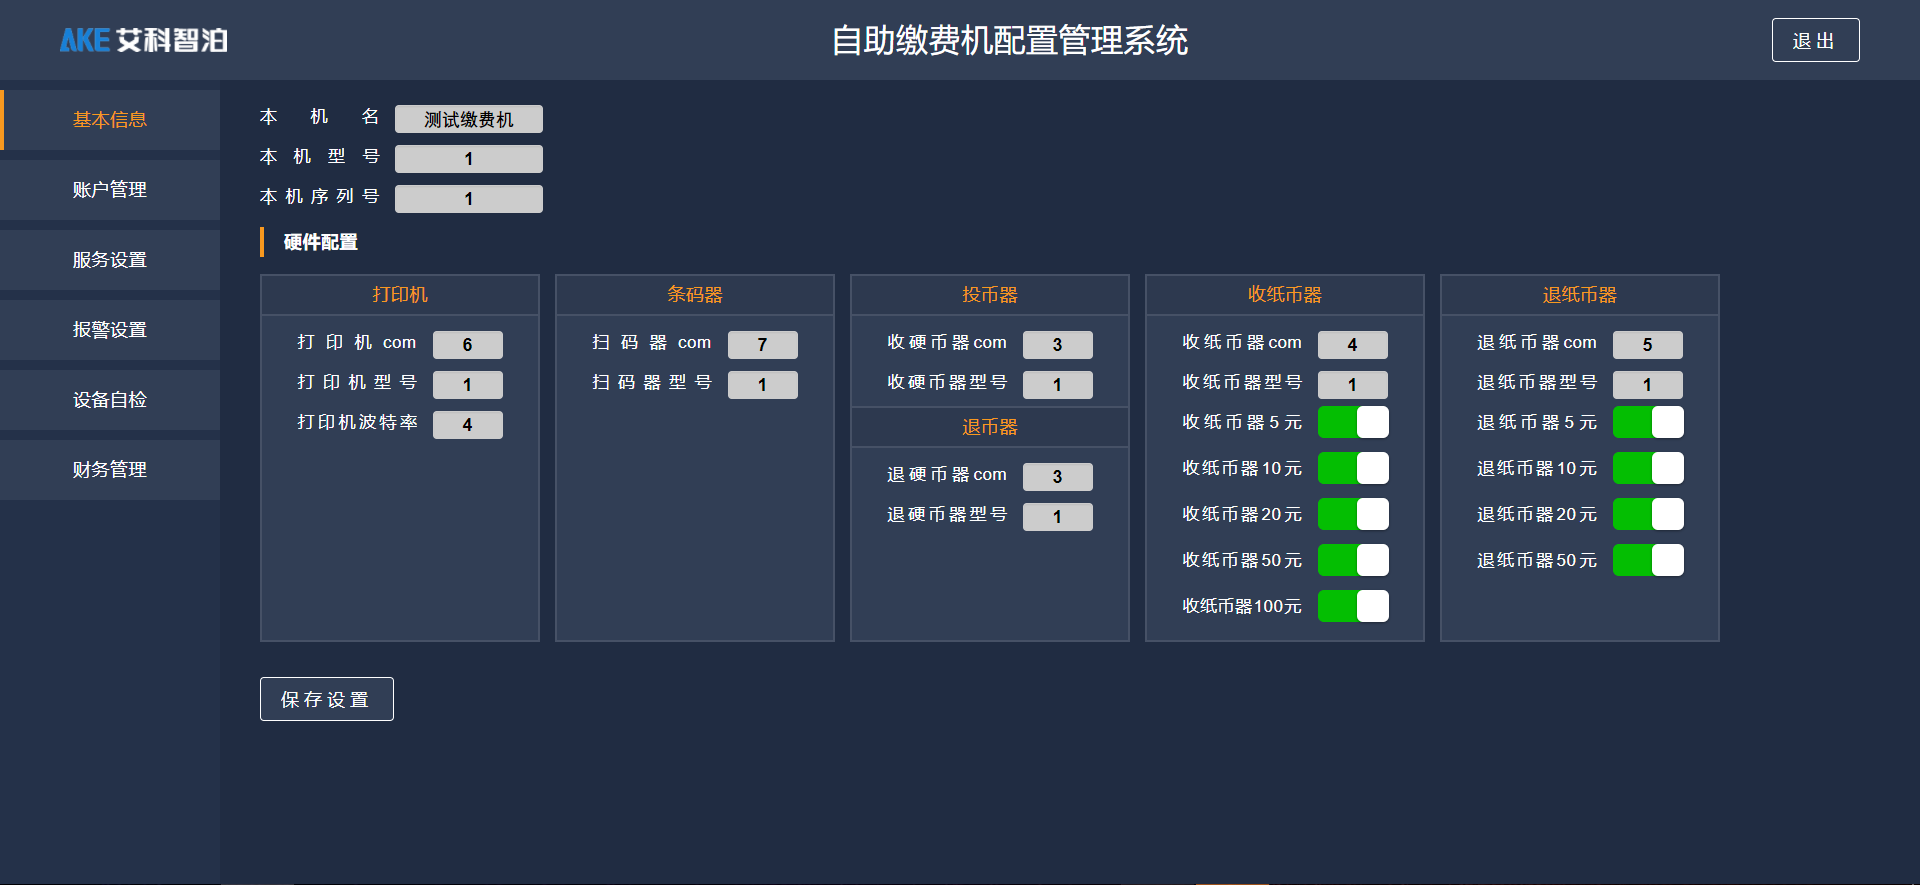 AKE 艾科智泊
自助缴费机配置管理系统
退出
基本信息
账户管理
服务设置
报警设置
设备自检
财务管理
本机名 测试缴费机
本机型号 1
本机序列号 1
硬件配置
打印机
打印机com 6
打印机型号 1
打印机波特率 4
条码器
扫码器com 7
扫码器型号 1
投币器
收硬币器com 3
收硬币器型号 1
退币器
退硬币器com 3
退硬币器型号 1
收纸币器
收纸币器com 4
收纸币器型号 1
收纸币器5元
收纸币器10元
收纸币器20元
收纸币器50元
收纸币器100元
退纸币器
退纸币器com 5
退纸币器型号 1
退纸币器5元
退纸币器10元
退纸币器20元
退纸币器50元
保存设置